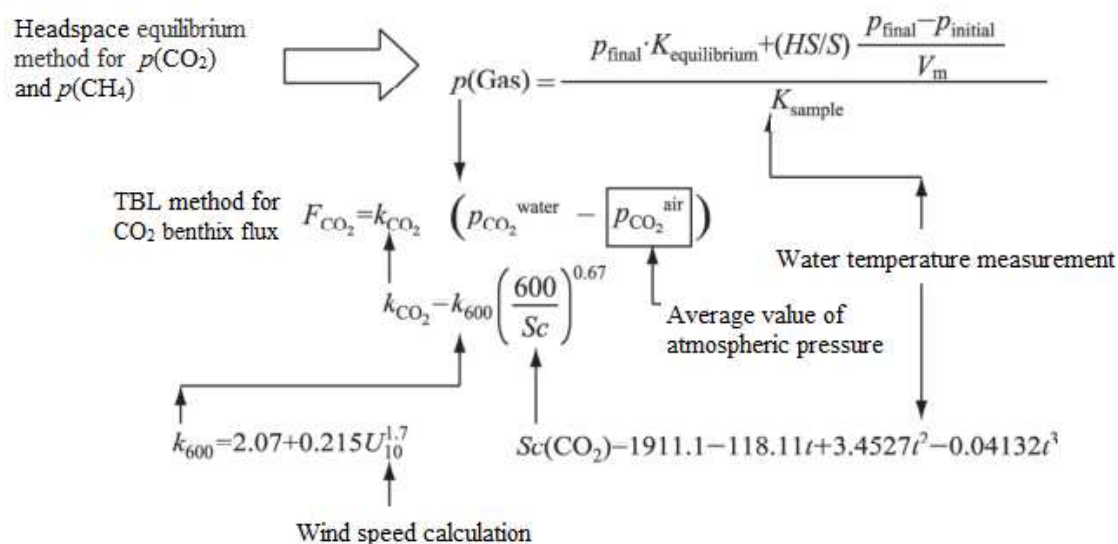 Headspace equilibrium
method for p(CO₂)
and p(CH₄)
p(Gas) = (p_final·K_equilibrium+(HS/S) (p_final−p_initial)/V_m) / K_sample
TBL method for
CO₂ benthix flux
F_CO₂=k_CO₂ (p_CO₂^water − p_CO₂^air)
Water temperature measurement
k_CO₂−k₆₀₀(600/Sc)^0.67
Average value of
atmospheric pressure
k₆₀₀=2.07+0.215U₁₀^1.7
Sc(CO₂)−1911.1−118.11t+3.4527t²−0.04132t³
Wind speed calculation